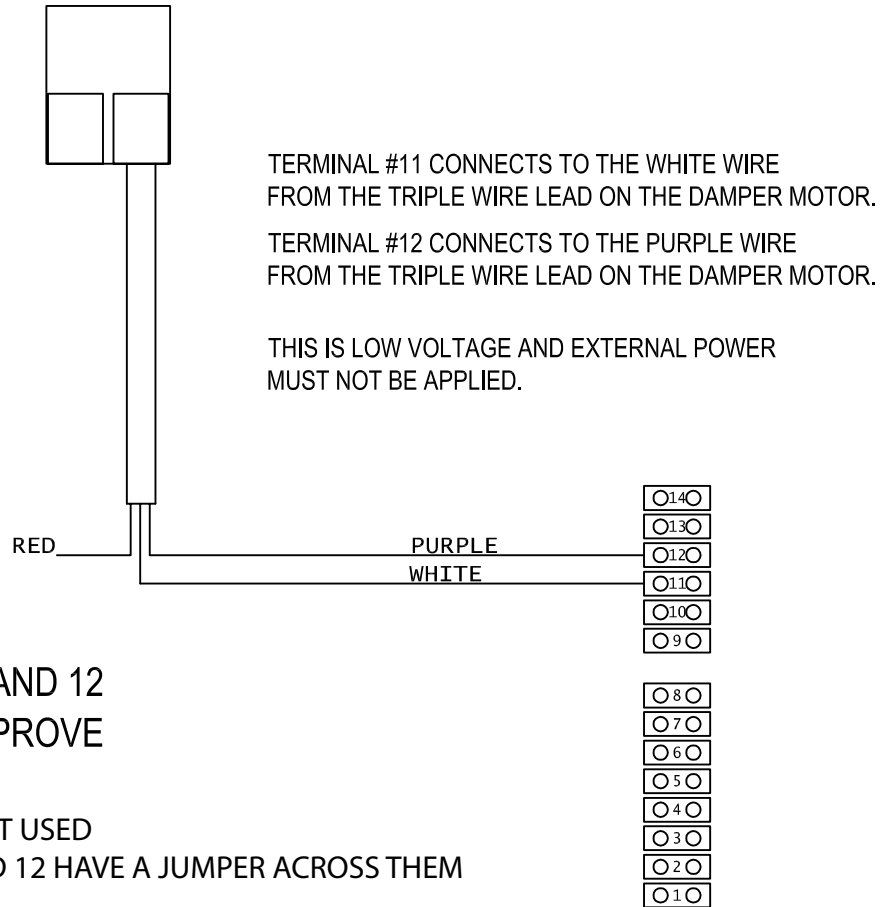 TERMINAL #11 CONNECTS TO THE WHITE WIRE
FROM THE TRIPLE WIRE LEAD ON THE DAMPER MOTOR.
TERMINAL #12 CONNECTS TO THE PURPLE WIRE
FROM THE TRIPLE WIRE LEAD ON THE DAMPER MOTOR.
THIS IS LOW VOLTAGE AND EXTERNAL POWER
MUST NOT BE APPLIED.
14
13
RED PURPLE 12
WHITE 11
10
9
AND 12
PROVE
8
7
6
5
4
3
2
1
T USED
D 12 HAVE A JUMPER ACROSS THEM